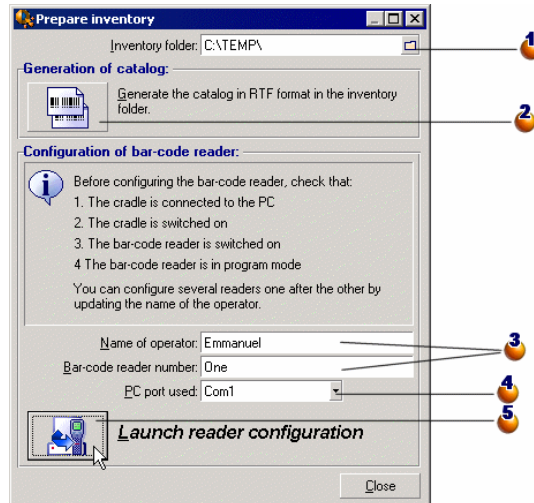 Prepare inventory
Inventory folder: C:\TEMP\
1
Generation of catalog:
Generate the catalog in RTF format in the inventory
folder.
2
Configuration of bar-code reader:
Before configuring the bar-code reader, check that:
1. The cradle is connected to the PC
2. The cradle is switched on
3. The bar-code reader is switched on
4 The bar-code reader is in program mode
You can configure several readers one after the other by
updating the name of the operator.
Name of operator: Emmanuel
3
Bar-code reader number: One
PC port used: Com1
4
5
Launch reader configuration
Close